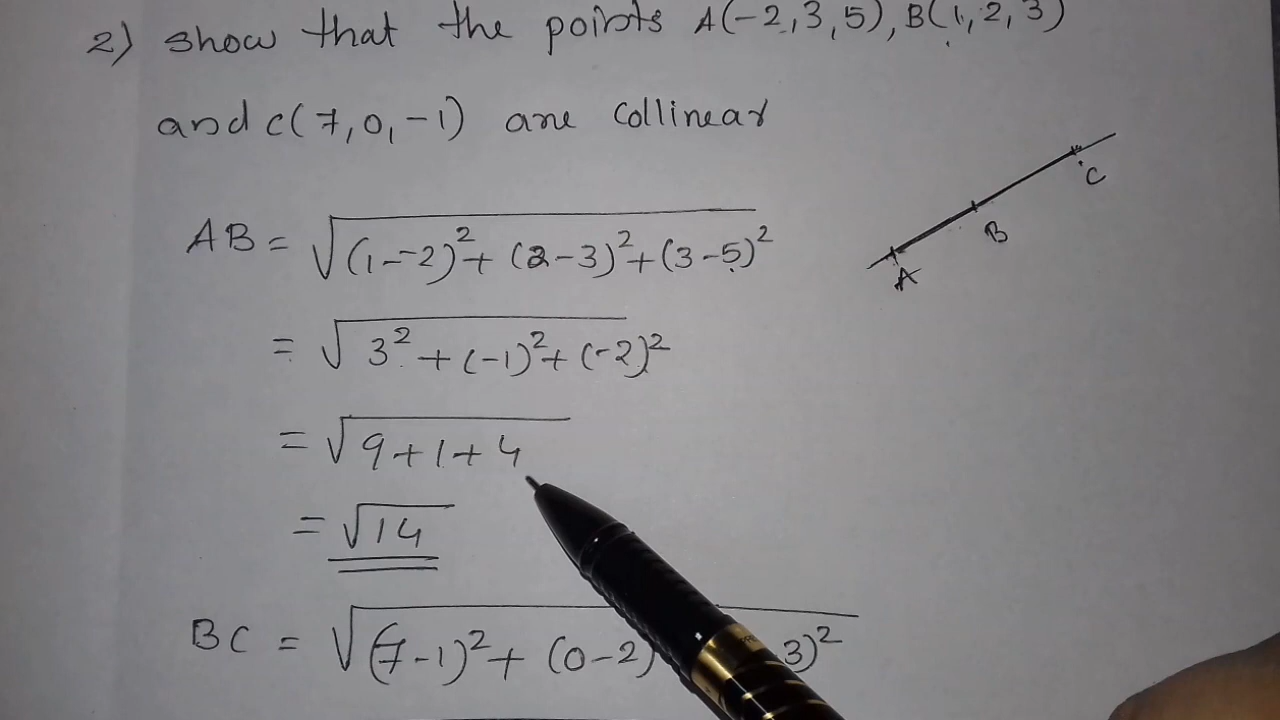 2) show that the points A(-2,3,5), B(1,2,3)
and C(7,0,-1) are collinear
AB = √(1--2)²+(2-3)²+(3-5)²
= √3²+(-1)²+(-2)²
= √9+1+4
= √14
BC = √(7-1)²+(0-2) 3)²
A
B
C